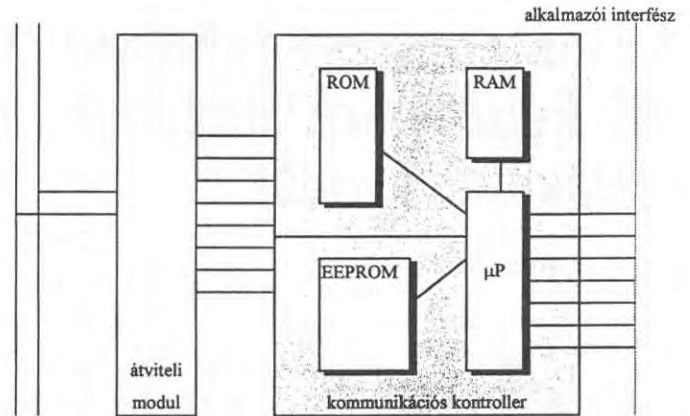 alkalmazói interfész
ROM
RAM
EEPROM
μP
átviteli
modul
kommunikációs kontroller